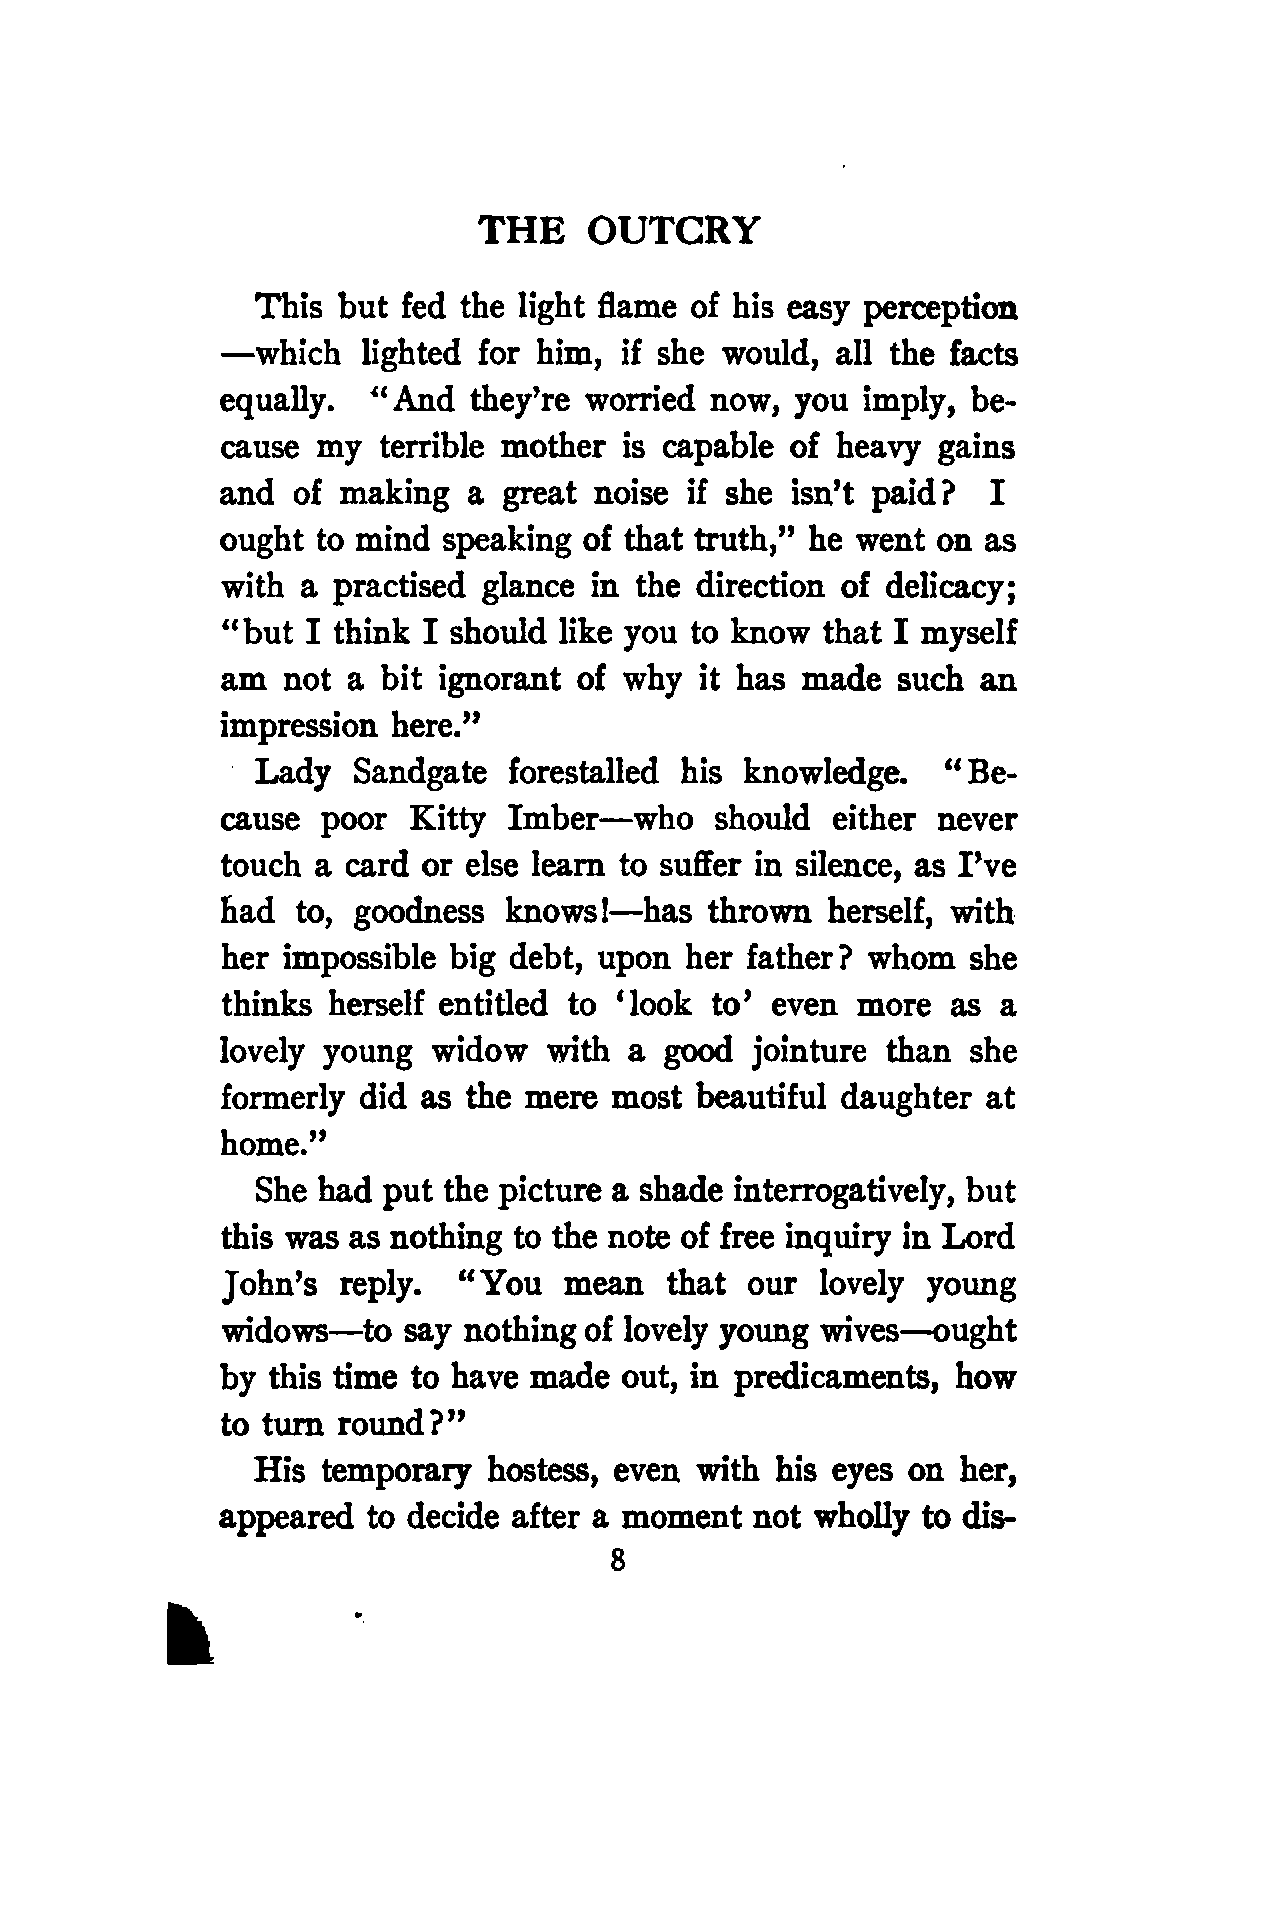 THE OUTCRY
This but fed the light flame of his easy perception
—which lighted for him, if she would, all the facts
equally. "And they're worried now, you imply, be-
cause my terrible mother is capable of heavy gains
and of making a great noise if she isn't paid? I
ought to mind speaking of that truth," he went on as
with a practised glance in the direction of delicacy;
"but I think I should like you to know that I myself
am not a bit ignorant of why it has made such an
impression here."
Lady Sandgate forestalled his knowledge. "Be-
cause poor Kitty Imber—who should either never
touch a card or else learn to suffer in silence, as I've
had to, goodness knows!—has thrown herself, with
her impossible big debt, upon her father? whom she
thinks herself entitled to 'look to' even more as a
lovely young widow with a good jointure than she
formerly did as the mere most beautiful daughter at
home."
She had put the picture a shade interrogatively, but
this was as nothing to the note of free inquiry in Lord
John's reply. "You mean that our lovely young
widows—to say nothing of lovely young wives—ought
by this time to have made out, in predicaments, how
to turn round?"
His temporary hostess, even with his eyes on her,
appeared to decide after a moment not wholly to dis-
8